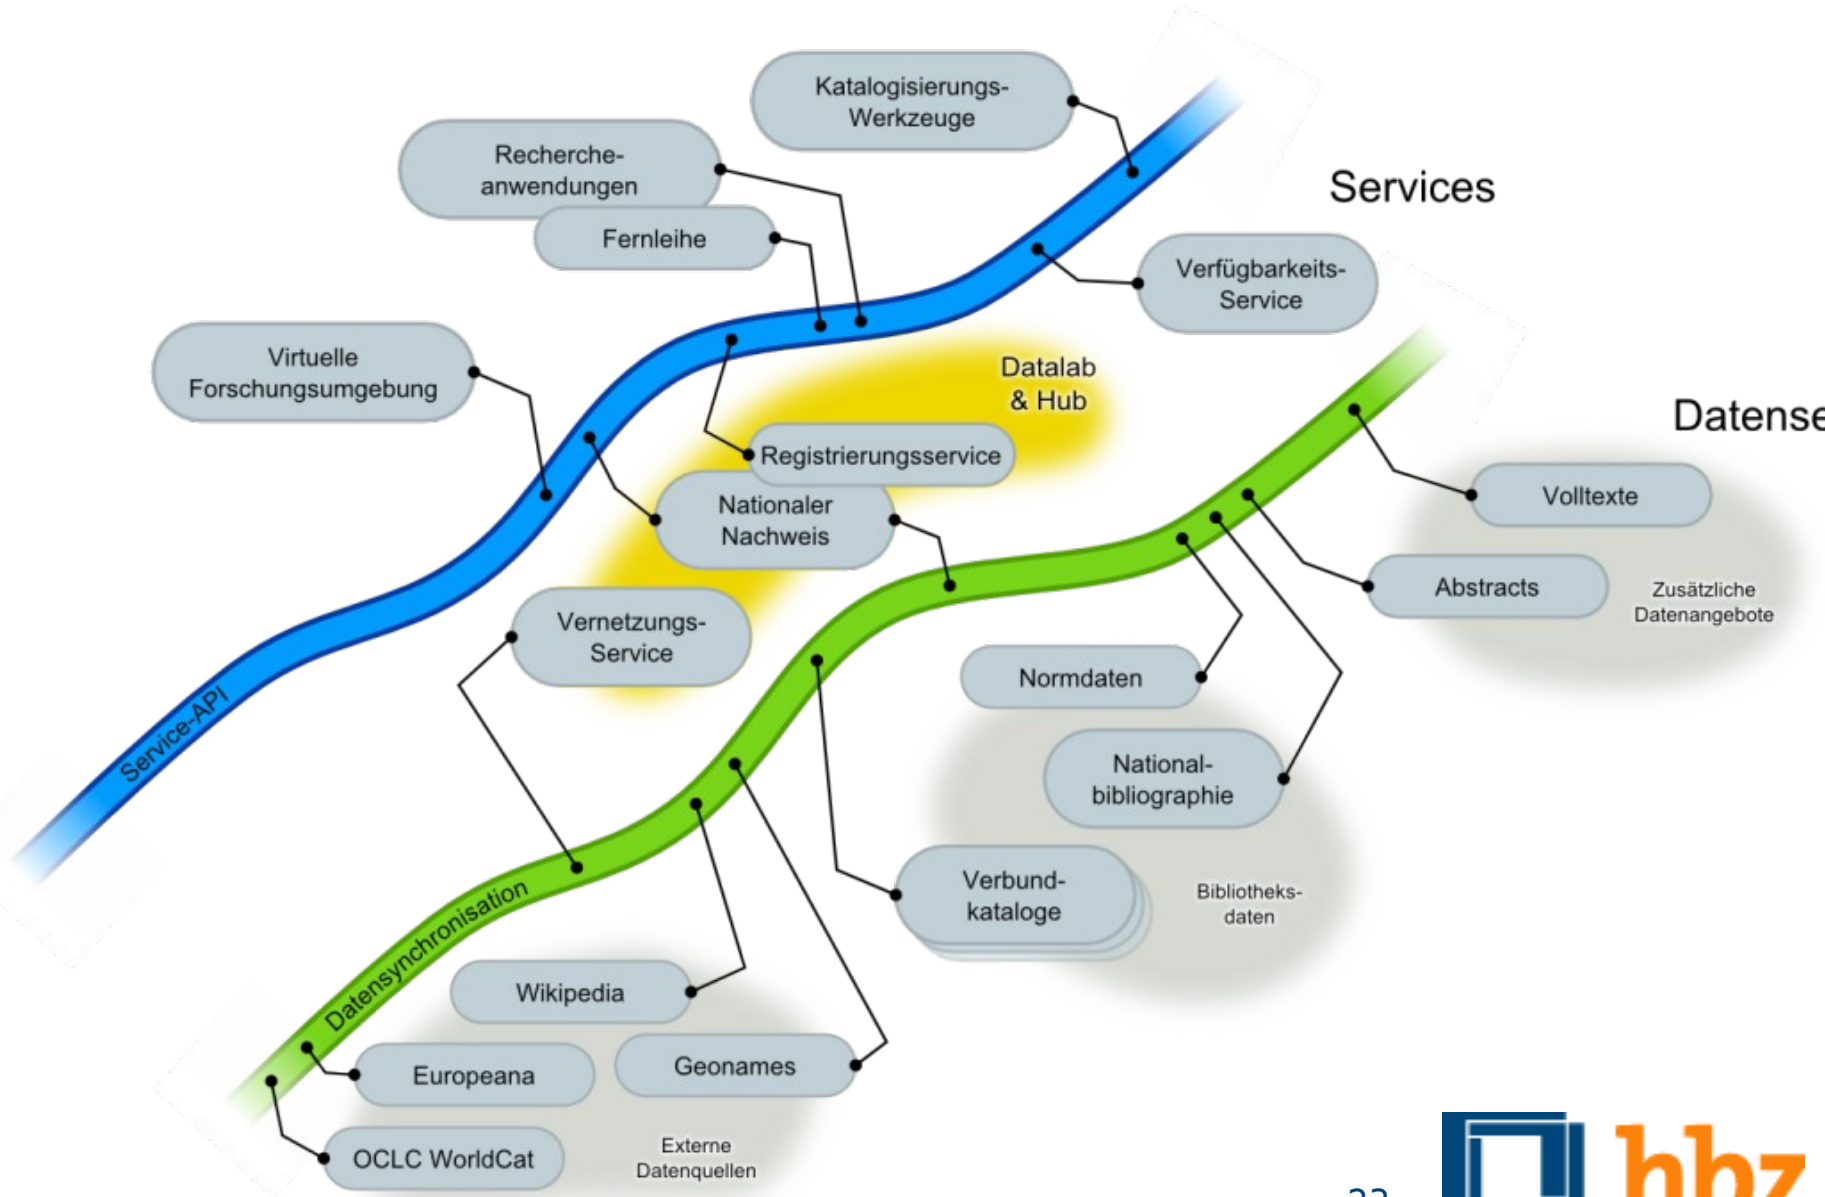 Katalogisierungs-
Werkzeuge
Recherche-
anwendungen
Fernleihe
Services
Verfügbarkeits-
Service
Virtuelle
Forschungsumgebung
Datalab
& Hub
Registrierungsservice
Nationaler
Nachweis
Vernetzungs-
Service
Service-API
Datense
Volltexte
Abstracts
Zusätzliche
Datenangebote
Normdaten
National-
bibliographie
Verbund-
kataloge
Bibliotheks-
daten
Datensynchronisation
Wikipedia
Geonames
Europeana
OCLC WorldCat
Externe
Datenquellen
hbz